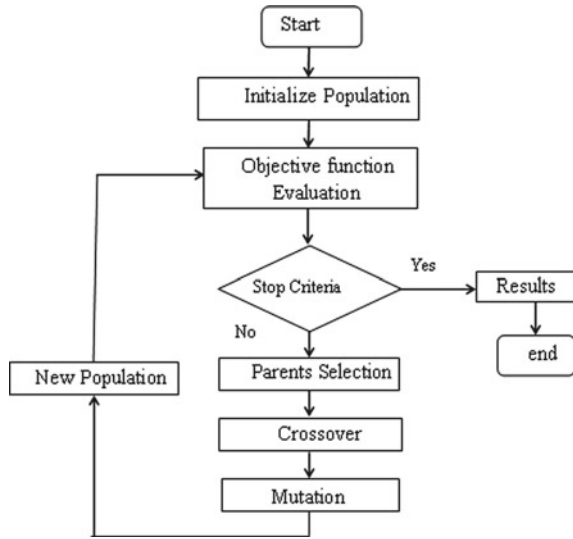 Start
Initialize Population
Objective function
Evaluation
Stop Criteria
Yes
Results
end
No
Parents Selection
New Population
Crossover
Mutation